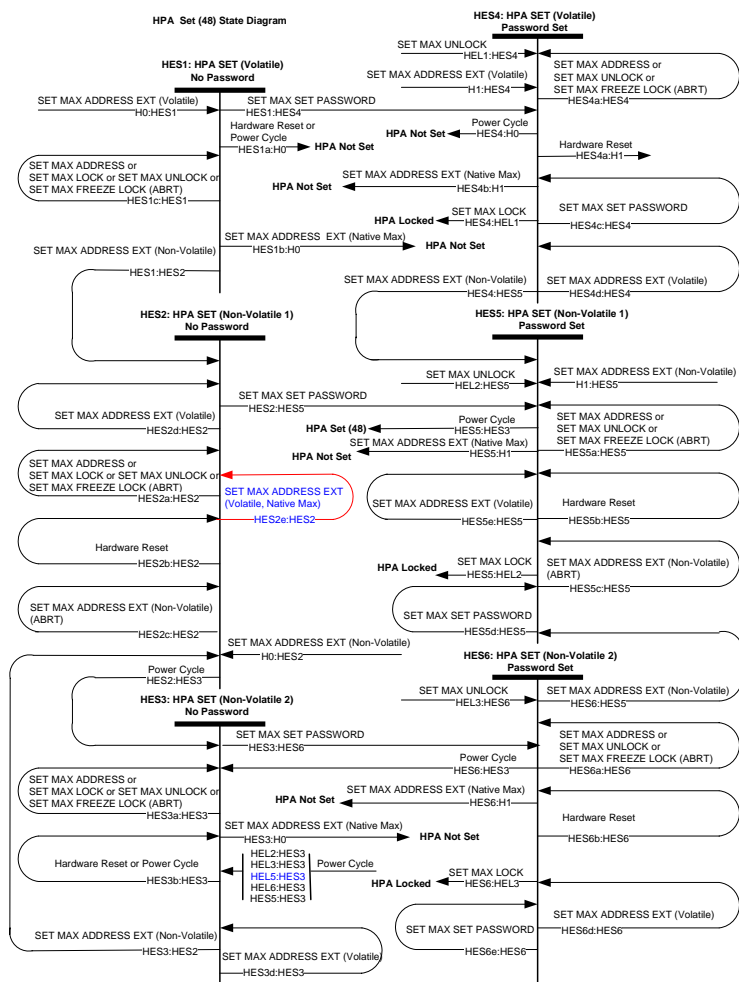 HPA Set (48) State Diagram
HES1: HPA SET (Volatile)
No Password
SET MAX ADDRESS EXT (Volatile)
H0:HES1
SET MAX SET PASSWORD
HES1:HES4
Hardware Reset or
Power Cycle
HES1a:H0
HPA Not Set
SET MAX ADDRESS or
SET MAX LOCK or SET MAX UNLOCK or
SET MAX FREEZE LOCK (ABRT)
HES1c:HES1
SET MAX ADDRESS EXT (Native Max)
HES1b:H0
HPA Not Set
SET MAX ADDRESS EXT (Non-Volatile)
HES1:HES2
HES2: HPA SET (Non-Volatile 1)
No Password
SET MAX SET PASSWORD
HES2:HES5
SET MAX ADDRESS EXT (Volatile)
HES2d:HES2
SET MAX ADDRESS or
SET MAX LOCK or SET MAX UNLOCK or
SET MAX FREEZE LOCK (ABRT)
HES2a:HES2
SET MAX ADDRESS EXT
(Volatile, Native Max)
HES2e:HES2
Hardware Reset
HES2b:HES2
SET MAX ADDRESS EXT (Non-Volatile)
(ABRT)
HES2c:HES2
SET MAX ADDRESS EXT (Non-Volatile)
H0:HES2
Power Cycle
HES2:HES3
HES3: HPA SET (Non-Volatile 2)
No Password
SET MAX SET PASSWORD
HES3:HES6
SET MAX ADDRESS or
SET MAX LOCK or SET MAX UNLOCK or
SET MAX FREEZE LOCK (ABRT)
HES3a:HES3
SET MAX ADDRESS EXT (Native Max)
HES3:H0
HPA Not Set
Hardware Reset or Power Cycle
HES3b:HES3
HEL2:HES3
HEL3:HES3
HEL5:HES3
HEL6:HES3
HES5:HES3
Power Cycle
SET MAX ADDRESS EXT (Non-Volatile)
HES3:HES2
SET MAX ADDRESS EXT (Volatile)
HES3d:HES3
HES4: HPA SET (Volatile)
Password Set
SET MAX UNLOCK
HEL1:HES4
SET MAX ADDRESS EXT (Volatile)
H1:HES4
SET MAX ADDRESS or
SET MAX UNLOCK or
SET MAX FREEZE LOCK (ABRT)
HES4a:HES4
Power Cycle
HES4:H0
HPA Not Set
Hardware Reset
HES4a:H1
SET MAX ADDRESS EXT (Native Max)
HES4b:H1
HPA Not Set
SET MAX LOCK
HES4:HEL1
HPA Locked
SET MAX SET PASSWORD
HES4c:HES4
SET MAX ADDRESS EXT (Non-Volatile)
HES4:HES5
SET MAX ADDRESS EXT (Volatile)
HES4d:HES4
HES5: HPA SET (Non-Volatile 1)
Password Set
SET MAX UNLOCK
HEL2:HES5
SET MAX ADDRESS EXT (Non-Volatile)
H1:HES5
Power Cycle
HES5:HES3
HPA Set (48)
SET MAX ADDRESS or
SET MAX UNLOCK or
SET MAX FREEZE LOCK (ABRT)
HES5a:HES5
SET MAX ADDRESS EXT (Native Max)
HES5:H1
HPA Not Set
SET MAX ADDRESS EXT (Volatile)
HES5e:HES5
Hardware Reset
HES5b:HES5
SET MAX LOCK
HES5:HEL2
HPA Locked
SET MAX ADDRESS EXT (Non-Volatile)
(ABRT)
HES5c:HES5
SET MAX SET PASSWORD
HES5d:HES5
HES6: HPA SET (Non-Volatile 2)
Password Set
SET MAX UNLOCK
HEL3:HES6
SET MAX ADDRESS EXT (Non-Volatile)
HES6:HES5
SET MAX ADDRESS or
SET MAX UNLOCK or
SET MAX FREEZE LOCK (ABRT)
HES6a:HES6
Power Cycle
HES6:HES3
SET MAX ADDRESS EXT (Native Max)
HES6:H1
HPA Not Set
Hardware Reset
HES6b:HES6
SET MAX LOCK
HES6:HEL3
HPA Locked
SET MAX ADDRESS EXT (Volatile)
HES6d:HES6
SET MAX SET PASSWORD
HES6e:HES6